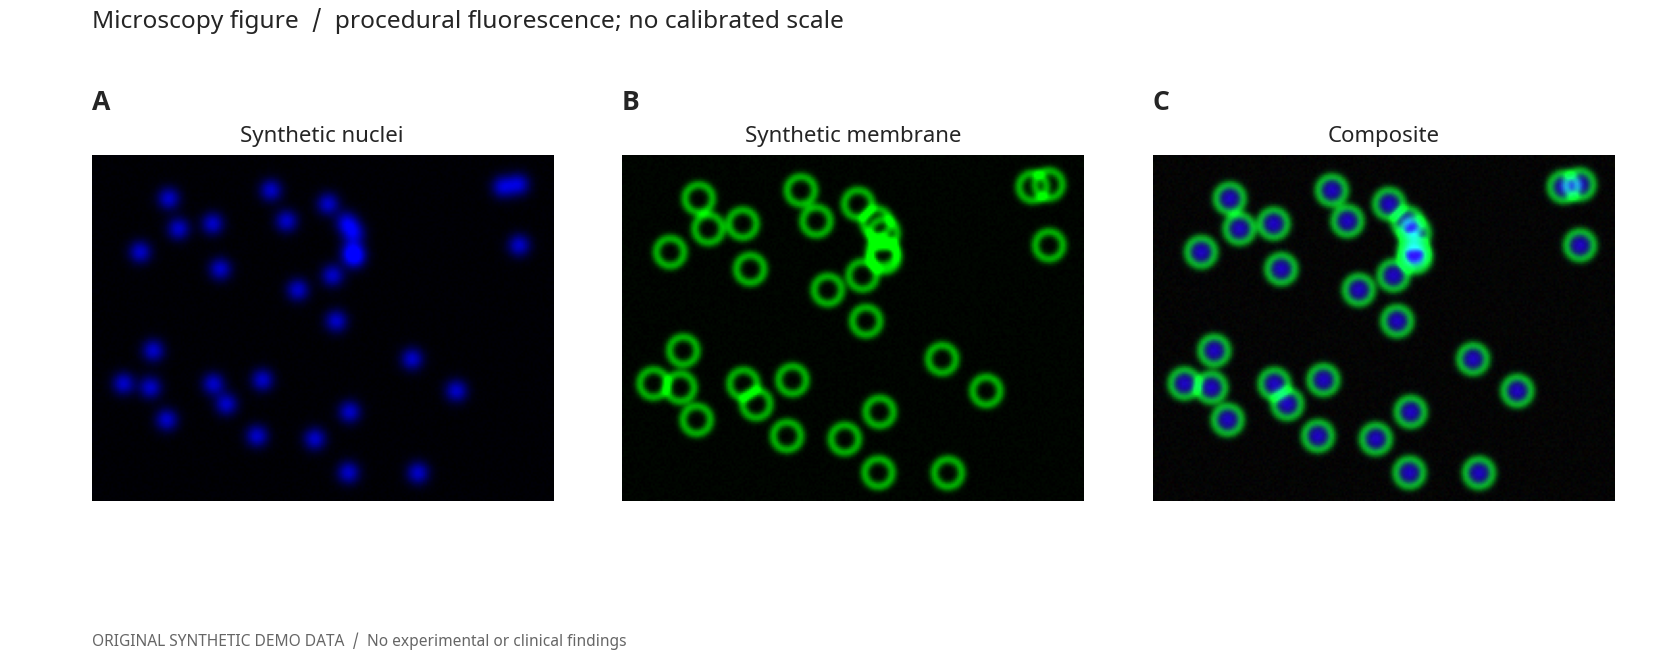 Microscopy figure / procedural fluorescence; no calibrated scale
A
Synthetic nuclei
B
Synthetic membrane
C
Composite
ORIGINAL SYNTHETIC DEMO DATA / No experimental or clinical findings